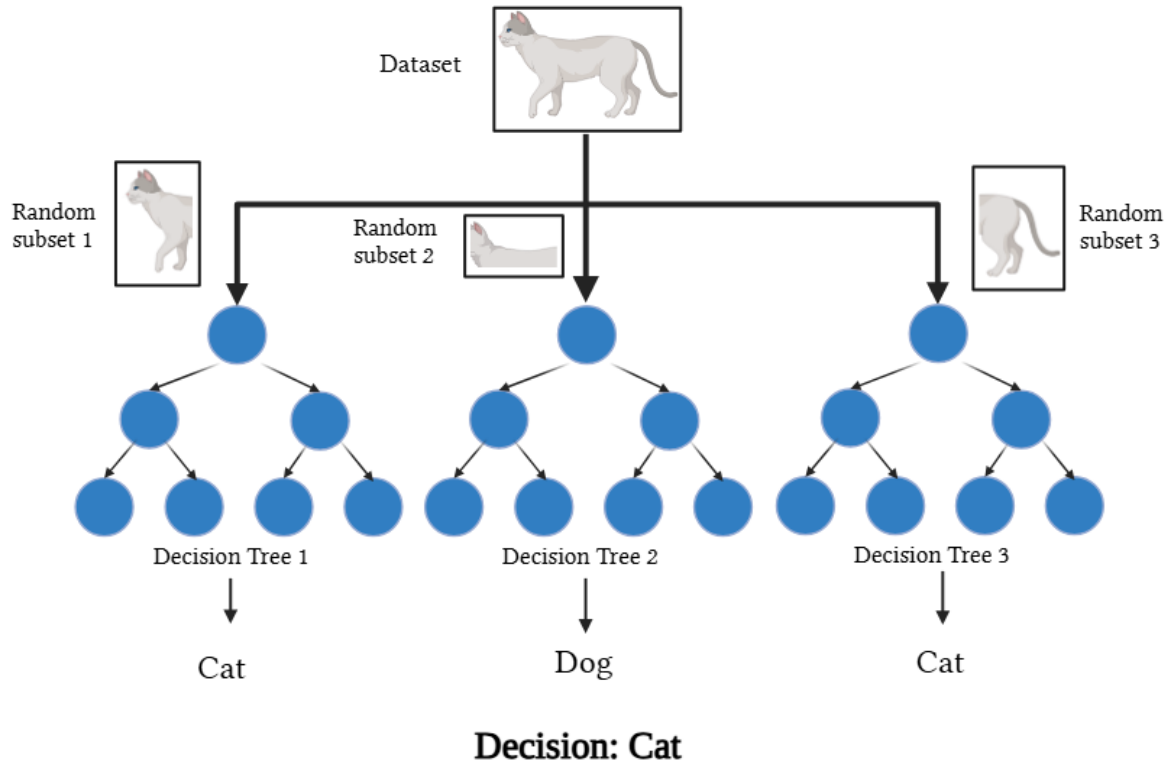 Dataset
Random
subset 1
Random
subset 2
Random
subset 3
Decision Tree 1
Decision Tree 2
Decision Tree 3
Cat
Dog
Cat
Decision: Cat